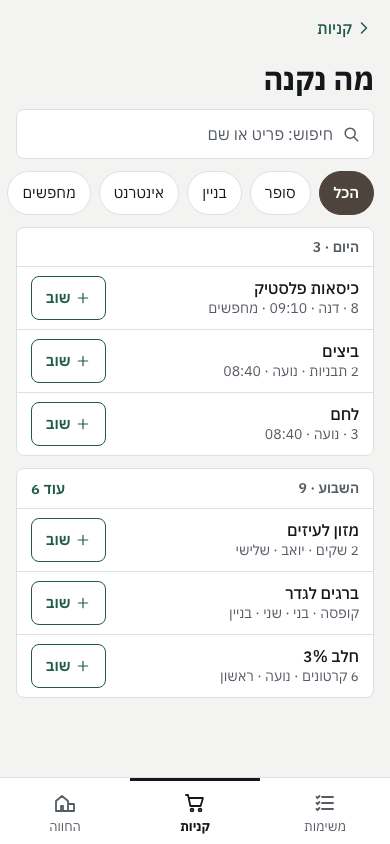 קניות
מה נקנה
חיפוש: פריט או שם
הכל
סופר
בניין
אינטרנט
מחפשים
היום · 3
כיסאות פלסטיק
8 · דנה · 09:10 · מחפשים
שוב
ביצים
2 תבניות · נועה · 08:40
שוב
לחם
3 · נועה · 08:40
שוב
השבוע · 9
עוד 6
מזון לעיזים
2 שקים · יואב · שלישי
שוב
ברגים לגדר
קופסה · בני · שני · בניין
שוב
חלב 3%
6 קרטונים · נועה · ראשון
שוב
משימות
קניות
החווה